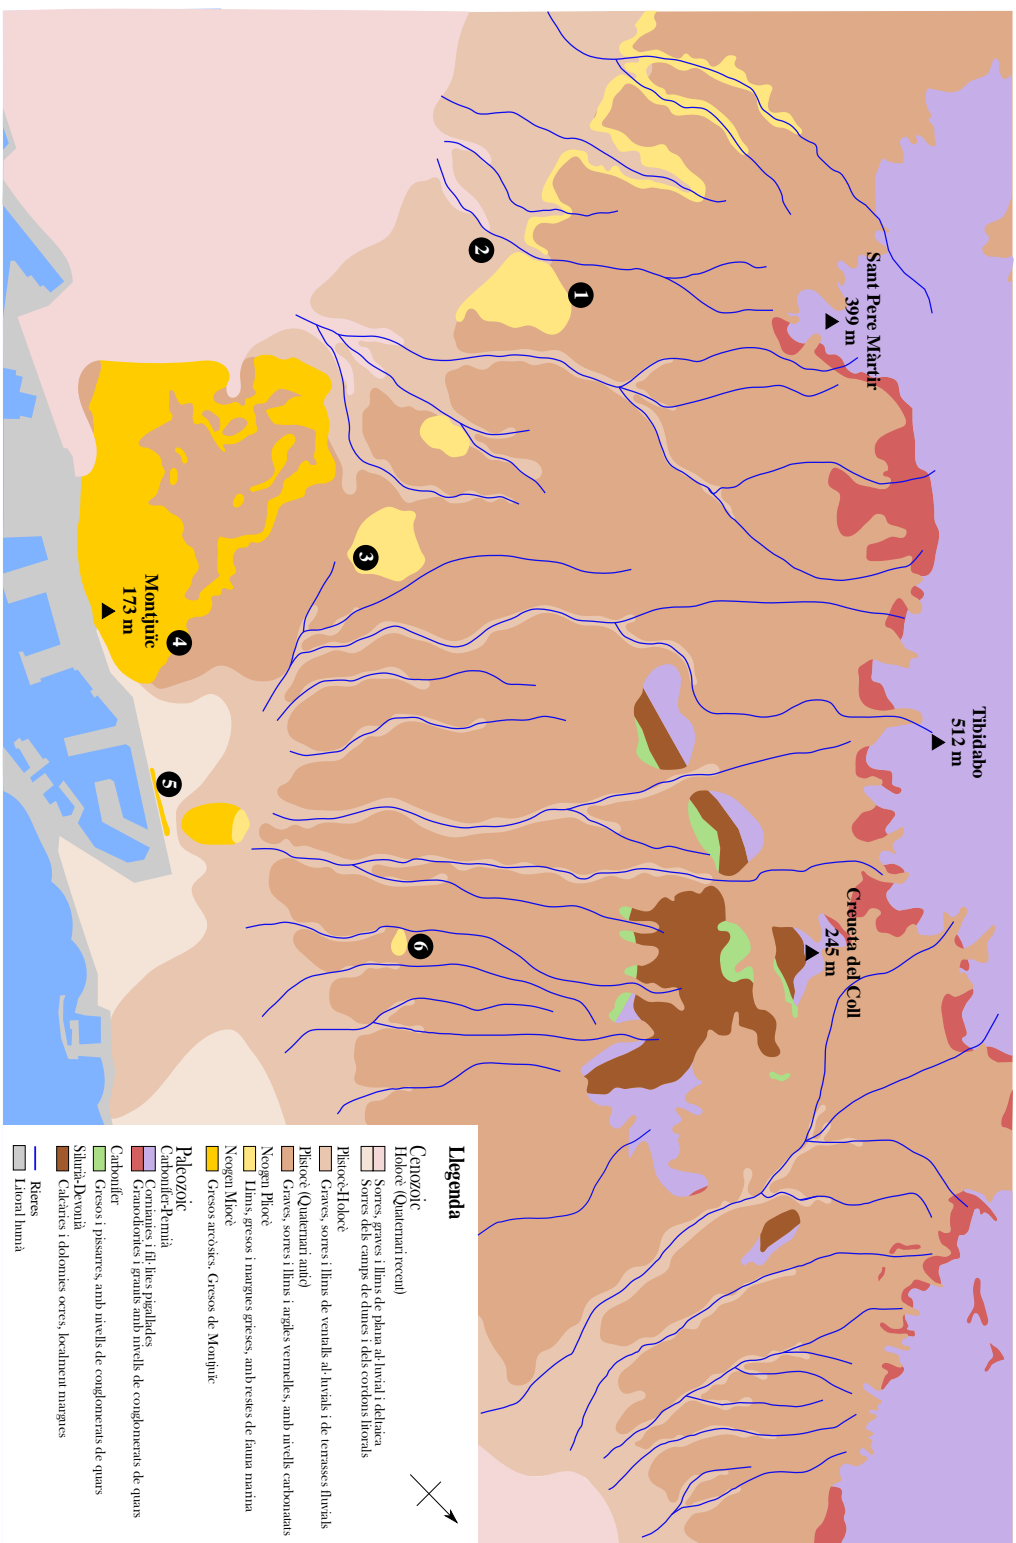 Sant Pere Màrtir
399 m
Tibidabo
512 m
Creueta del Coll
245 m
Montjuïc
173 m
1
2
3
4
5
6
Llegenda
Cenozoic
Holocè (Quaternari recent)
Sorres, graves i llims de plana al·luvial i deltaica
Sorres dels camps de dunes i dels cordons litorals
Plistocè-Holocè
Graves, sorres i llims de ventalls al·luvials i de terrasses fluvials
Plistocè (Quaternari antic)
Graves, sorres i llims i argiles vermelles, amb nivells carbonatats
Neogen Pliocè
Llims, gresos i margues grieses, amb restes de fauna marina
Neogen Miocè
Gresos arcòsics. Gresos de Montjuïc
Paleozoic
Carbonífer-Permià
Cornianies i fil·lites pigallades
Granodiorites i granits amb nivells de conglomerats de quars
Carbonífer
Gresos i pissarres, amb nivells de conglomerats de quars
Silurià-Devonià
Calcàries i dolomies ocres, localment margues
Rieres
Litoral humà